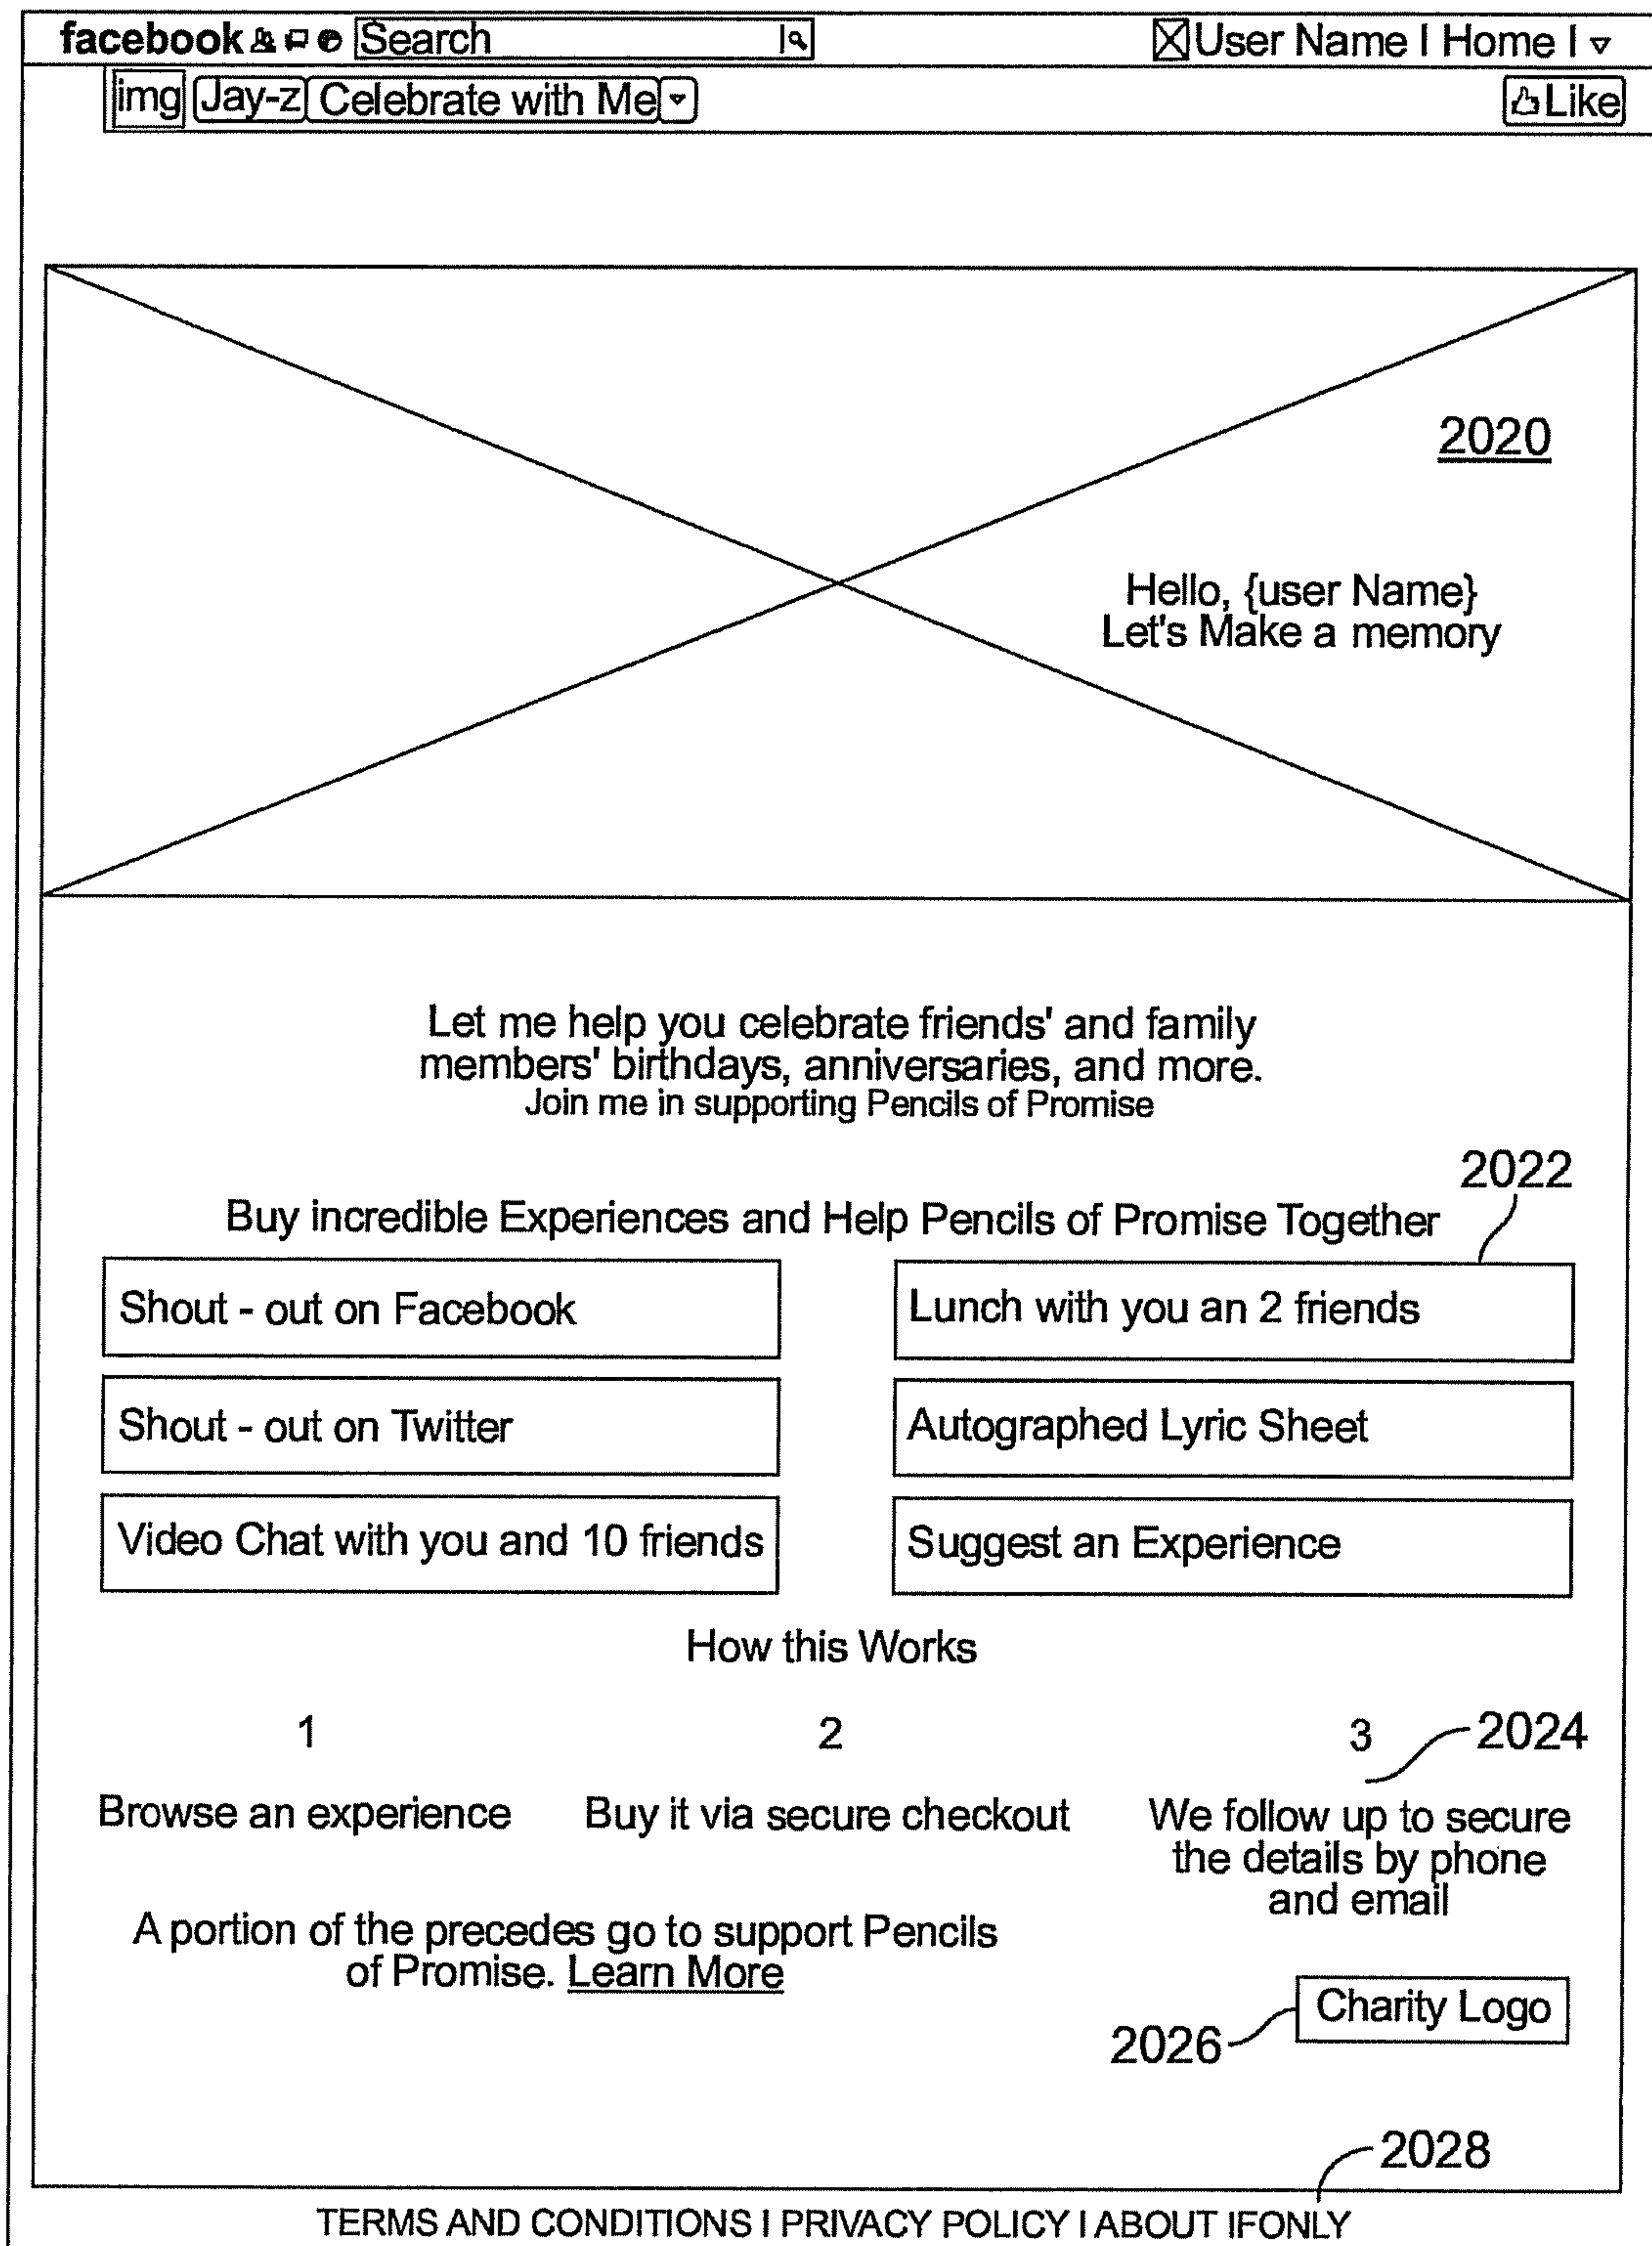 facebook Search User Name | Home |
img Jay-z Celebrate with Me Like
2020
Hello, {user Name}
Let's Make a memory
Let me help you celebrate friends' and family
members' birthdays, anniversaries, and more.
Join me in supporting Pencils of Promise
2022
Buy incredible Experiences and Help Pencils of Promise Together
Shout - out on Facebook
Lunch with you an 2 friends
Shout - out on Twitter
Autographed Lyric Sheet
Video Chat with you and 10 friends
Suggest an Experience
How this Works
1 2 3 2024
Browse an experience
Buy it via secure checkout
We follow up to secure
the details by phone
and email
A portion of the precedes go to support Pencils
of Promise. Learn More
Charity Logo
2026
2028
TERMS AND CONDITIONS | PRIVACY POLICY | ABOUT IFONLY